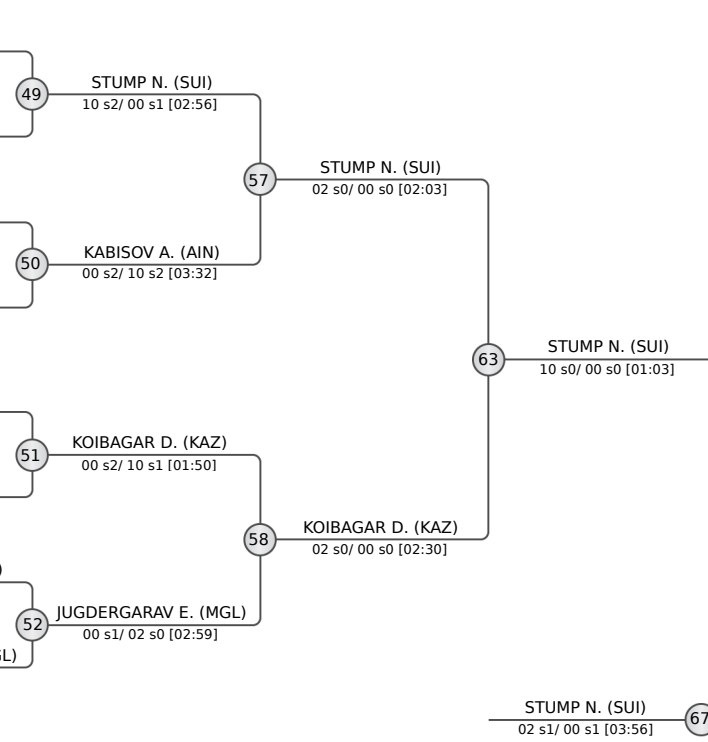 STUMP N. (SUI)
49
10 s2/ 00 s1 [02:56]
STUMP N. (SUI)
57
02 s0/ 00 s0 [02:03]
KABISOV A. (AIN)
50
00 s2/ 10 s2 [03:32]
STUMP N. (SUI)
63
10 s0/ 00 s0 [01:03]
KOIBAGAR D. (KAZ)
51
00 s2/ 10 s1 [01:50]
KOIBAGAR D. (KAZ)
58
02 s0/ 00 s0 [02:30]
)
JUGDERGARAV E. (MGL)
52
00 s1/ 02 s0 [02:59]
GL)
STUMP N. (SUI)
67
02 s1/ 00 s1 [03:56]